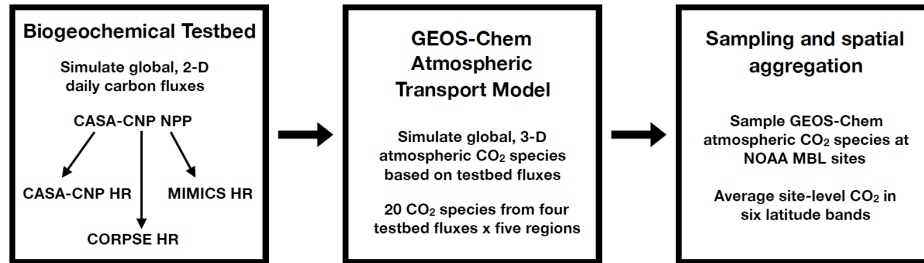 Biogeochemical Testbed
Simulate global, 2-D
daily carbon fluxes
CASA-CNP NPP
CASA-CNP HR
MIMICS HR
CORPSE HR
GEOS-Chem
Atmospheric
Transport Model
Simulate global, 3-D
atmospheric CO₂ species
based on testbed fluxes
20 CO₂ species from four
testbed fluxes x five regions
Sampling and spatial
aggregation
Sample GEOS-Chem
atmospheric CO₂ species at
NOAA MBL sites
Average site-level CO₂ in
six latitude bands